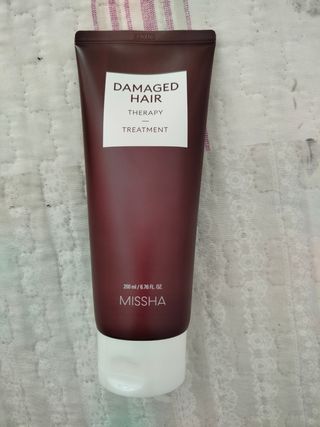 DAMAGED
HAIR
THERAPY
—
TREATMENT
200 ml / 6.76 FL. OZ.
MISSHA